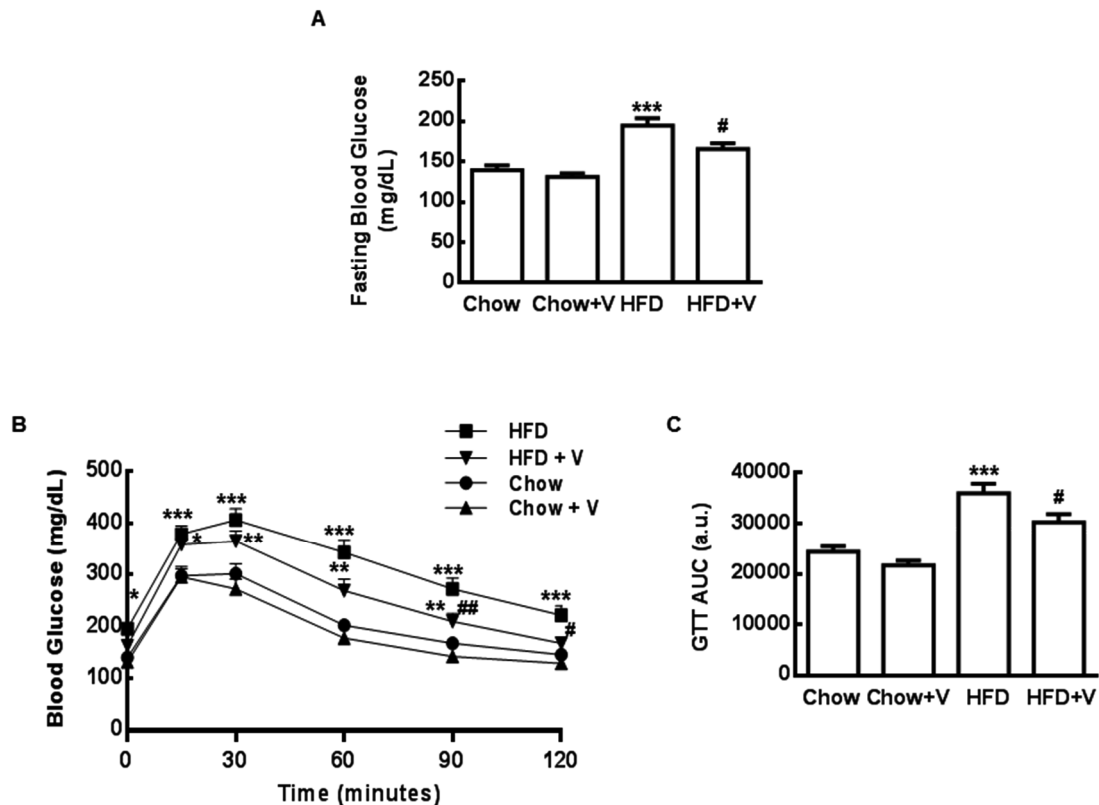 A
Fasting Blood Glucose
(mg/dL)
250
200
150
100
50
0
***
#
Chow Chow+V HFD HFD+V
B
HFD
HFD + V
Chow
Chow + V
Blood Glucose (mg/dL)
500
400
300
200
100
0
*
***
*
***
**
***
**
***
** ##
***
#
0 30 60 90 120
Time (minutes)
C
GTT AUC (a.u.)
40000
30000
20000
10000
0
***
#
Chow Chow+V HFD HFD+V